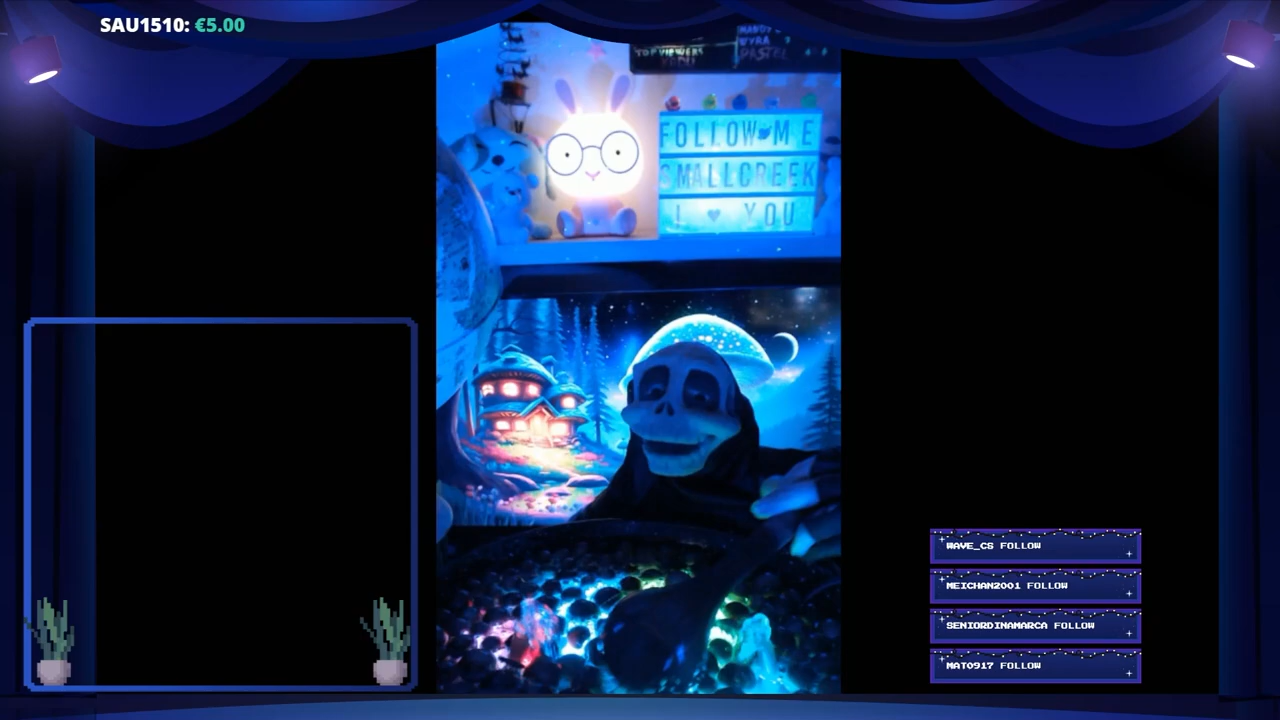 SAU1510: €5.00
TOP VIEWERS
PASTEL
FOLLOW ME
SMALLCREEK
I ♥ YOU
WAVE_CS FOLLOW
MEICHAN2001 FOLLOW
SENIORDINAMARCA FOLLOW
MAT0917 FOLLOW